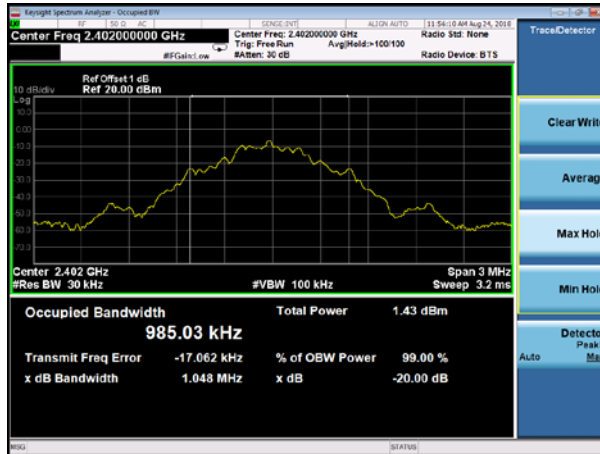 Keysight Spectrum Analyzer - Occupied BW
RF 50 Ω AC SENSE:INT ALIGN AUTO 11:56:10 AM Aug 24, 2018
Center Freq 2.402000000 GHz Center Freq: 2.402000000 GHz Radio Std: None
Trig: Free Run Avg|Hold:>100/100
#IFGain:Low #Atten: 30 dB Radio Device: BTS
Trace/Detector
Ref Offset 1 dB
10 dB/div Ref 20.00 dBm
Log
10.0
0.00
-10.0
-20.0
-30.0
-40.0
-50.0
-60.0
-70.0
Center 2.402 GHz Span 3 MHz
#Res BW 30 kHz #VBW 100 kHz Sweep 3.2 ms
Occupied Bandwidth Total Power 1.43 dBm
985.03 kHz
Transmit Freq Error -17.062 kHz % of OBW Power 99.00 %
x dB Bandwidth 1.048 MHz x dB -20.00 dB
Clear Writ
Averag
Max Hol
Min Hol
Detecto
Peak
Auto Ma
MSG STATUS